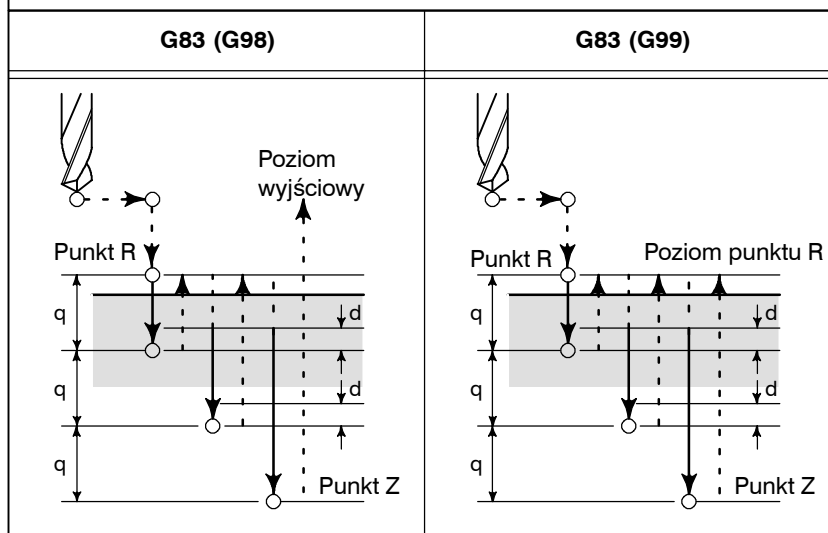 G83 (G98)
G83 (G99)
Poziom
wyjściowy
Punkt R
q
d
q
d
q
Punkt Z
Punkt R
Poziom punktu R
q
d
q
d
q
Punkt Z